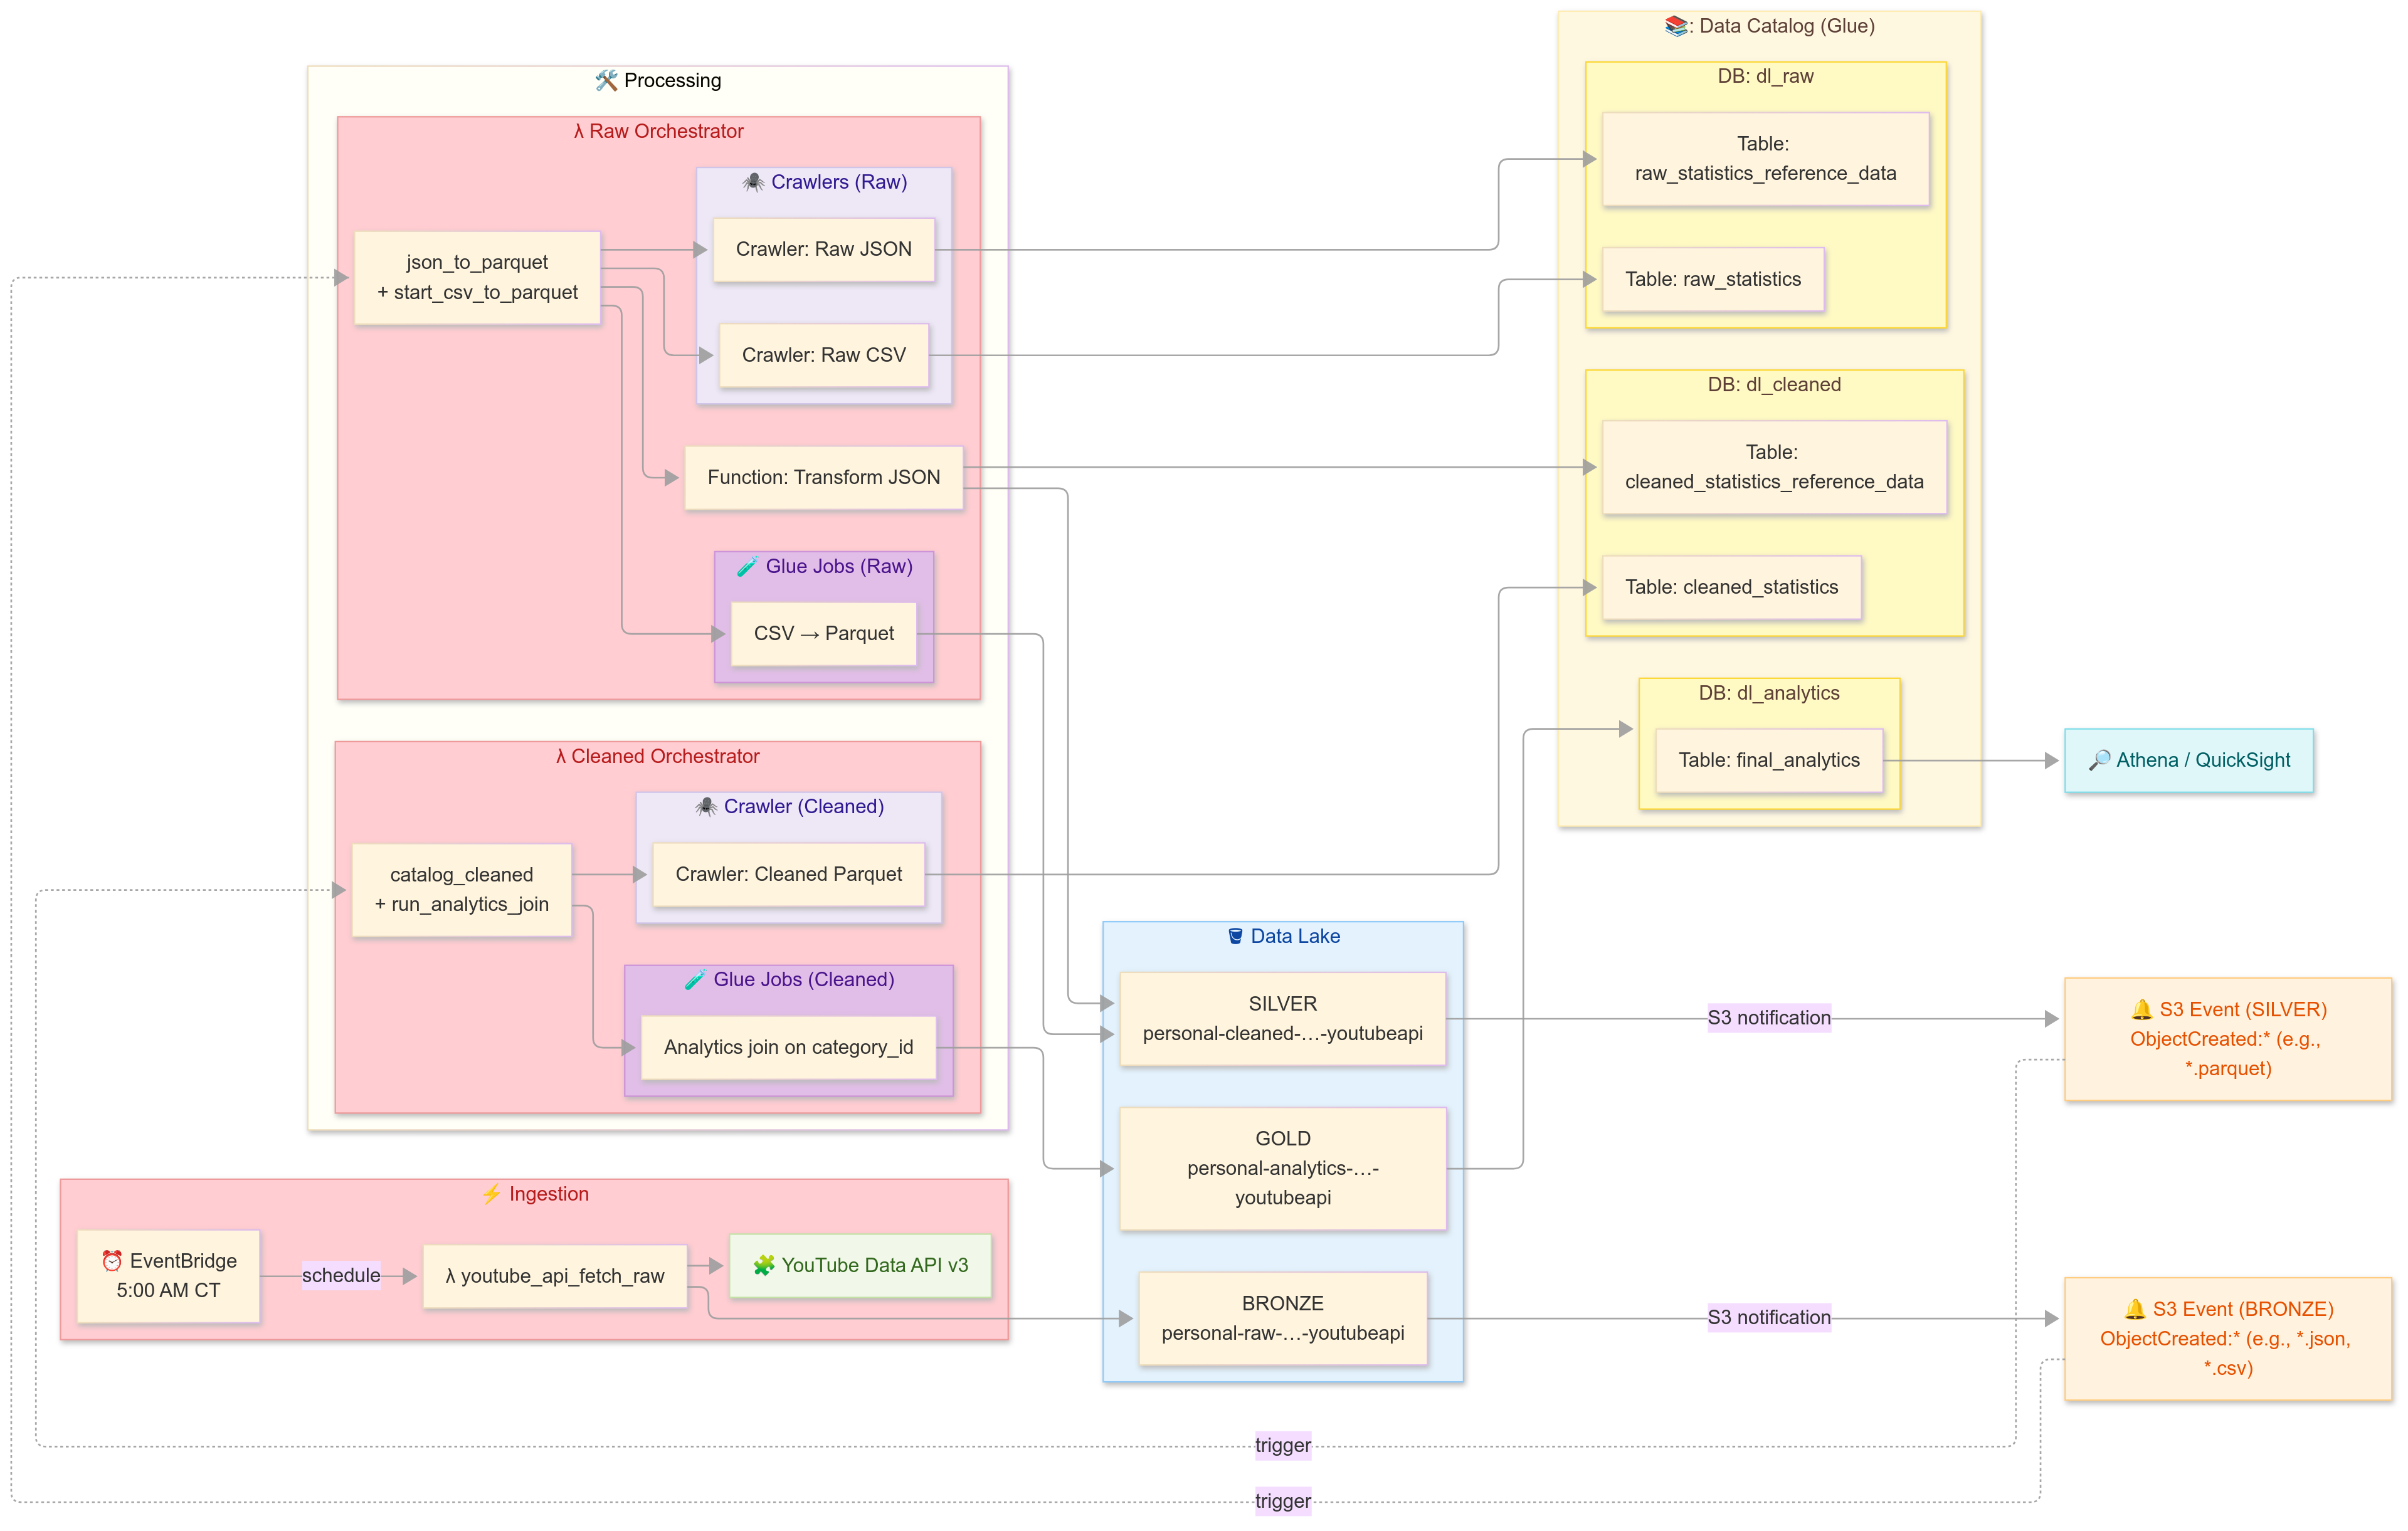 🛠️ Processing
λ Raw Orchestrator
json_to_parquet
+ start_csv_to_parquet
🕷️ Crawlers (Raw)
Crawler: Raw JSON
Crawler: Raw CSV
Function: Transform JSON
🧪 Glue Jobs (Raw)
CSV → Parquet
λ Cleaned Orchestrator
catalog_cleaned
+ run_analytics_join
🕷️ Crawler (Cleaned)
Crawler: Cleaned Parquet
🧪 Glue Jobs (Cleaned)
Analytics join on category_id
⚡ Ingestion
⏰ EventBridge
5:00 AM CT
schedule
λ youtube_api_fetch_raw
🧩 YouTube Data API v3
🪣 Data Lake
SILVER
personal-cleaned-…-youtubeapi
GOLD
personal-analytics-…-
youtubeapi
BRONZE
personal-raw-…-youtubeapi
📚: Data Catalog (Glue)
DB: dl_raw
Table:
raw_statistics_reference_data
Table: raw_statistics
DB: dl_cleaned
Table:
cleaned_statistics_reference_data
Table: cleaned_statistics
DB: dl_analytics
Table: final_analytics
🔎 Athena / QuickSight
S3 notification
🔔 S3 Event (SILVER)
ObjectCreated:* (e.g.,
*.parquet)
S3 notification
🔔 S3 Event (BRONZE)
ObjectCreated:* (e.g., *.json,
*.csv)
trigger
trigger